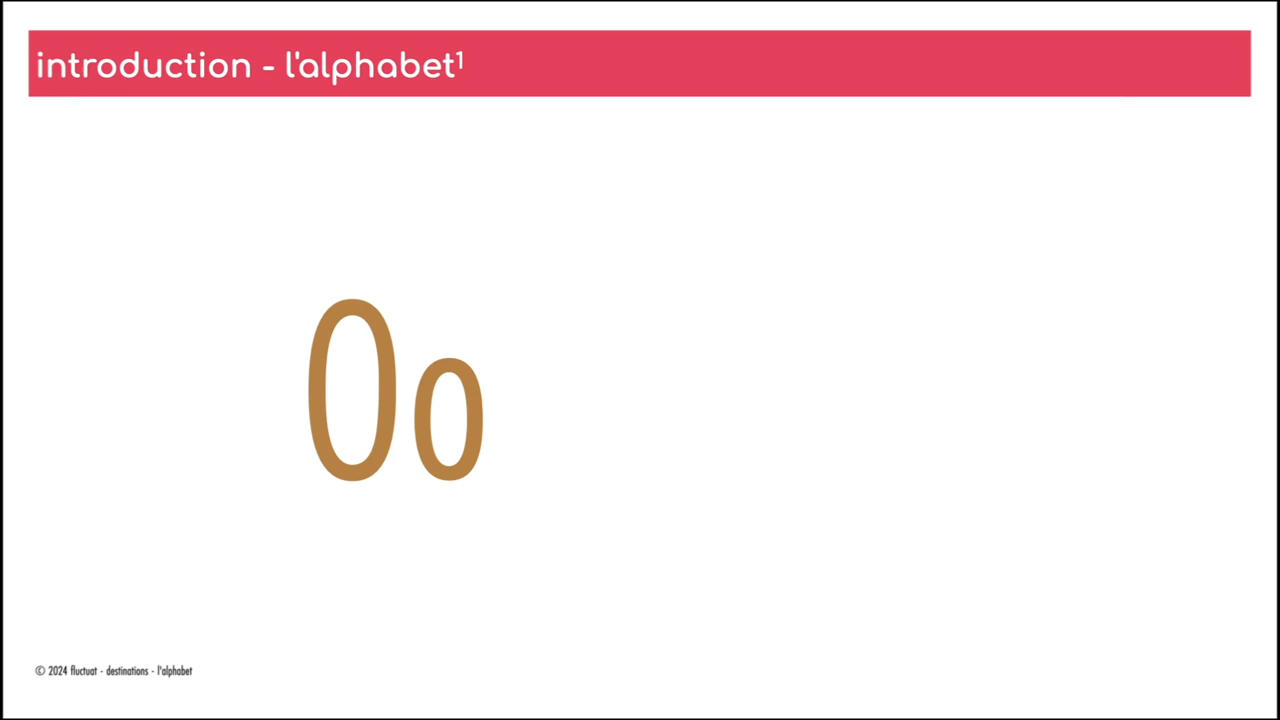 introduction - l'alphabet¹
Oo
© 2024 fluctuat - destinations - l'alphabet